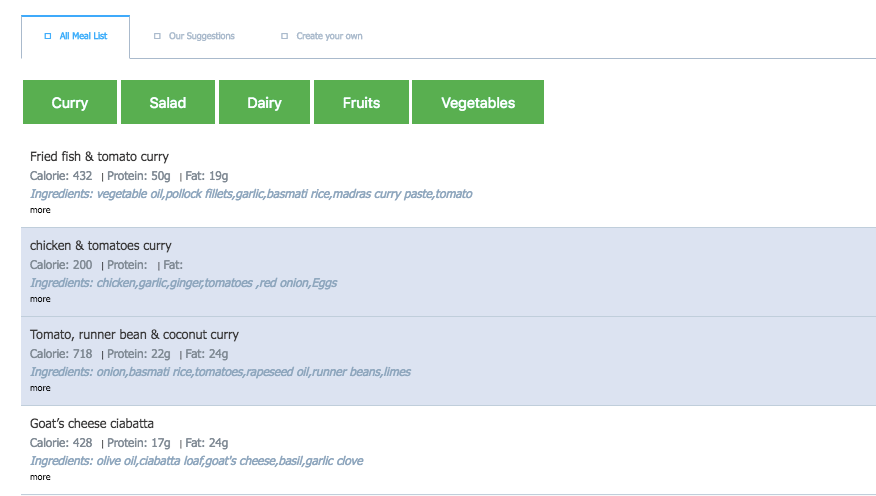 All Meal List Our Suggestions Create your own
Curry Salad Dairy Fruits Vegetables
Fried fish & tomato curry
Calorie: 432 | Protein: 50g | Fat: 19g
Ingredients: vegetable oil,pollock fillets,garlic,basmati rice,madras curry paste,tomato
more
chicken & tomatoes curry
Calorie: 200 | Protein: | Fat:
Ingredients: chicken,garlic,ginger,tomatoes ,red onion,Eggs
more
Tomato, runner bean & coconut curry
Calorie: 718 | Protein: 22g | Fat: 24g
Ingredients: onion,basmati rice,tomatoes,rapeseed oil,runner beans,limes
more
Goat’s cheese ciabatta
Calorie: 428 | Protein: 17g | Fat: 24g
Ingredients: olive oil,ciabatta loaf,goat's cheese,basil,garlic clove
more